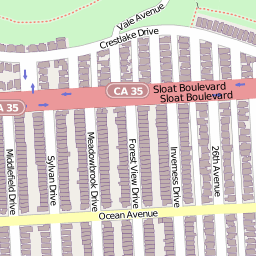 Vale Avenue
Crestlake Drive
CA 35
Sloat Boulevard
Sloat Boulevard
CA 35
Middlefield Drive
Sylvan Drive
Meadowbrook Drive
Forest View Drive
Inverness Drive
26th Avenue
Ocean Avenue